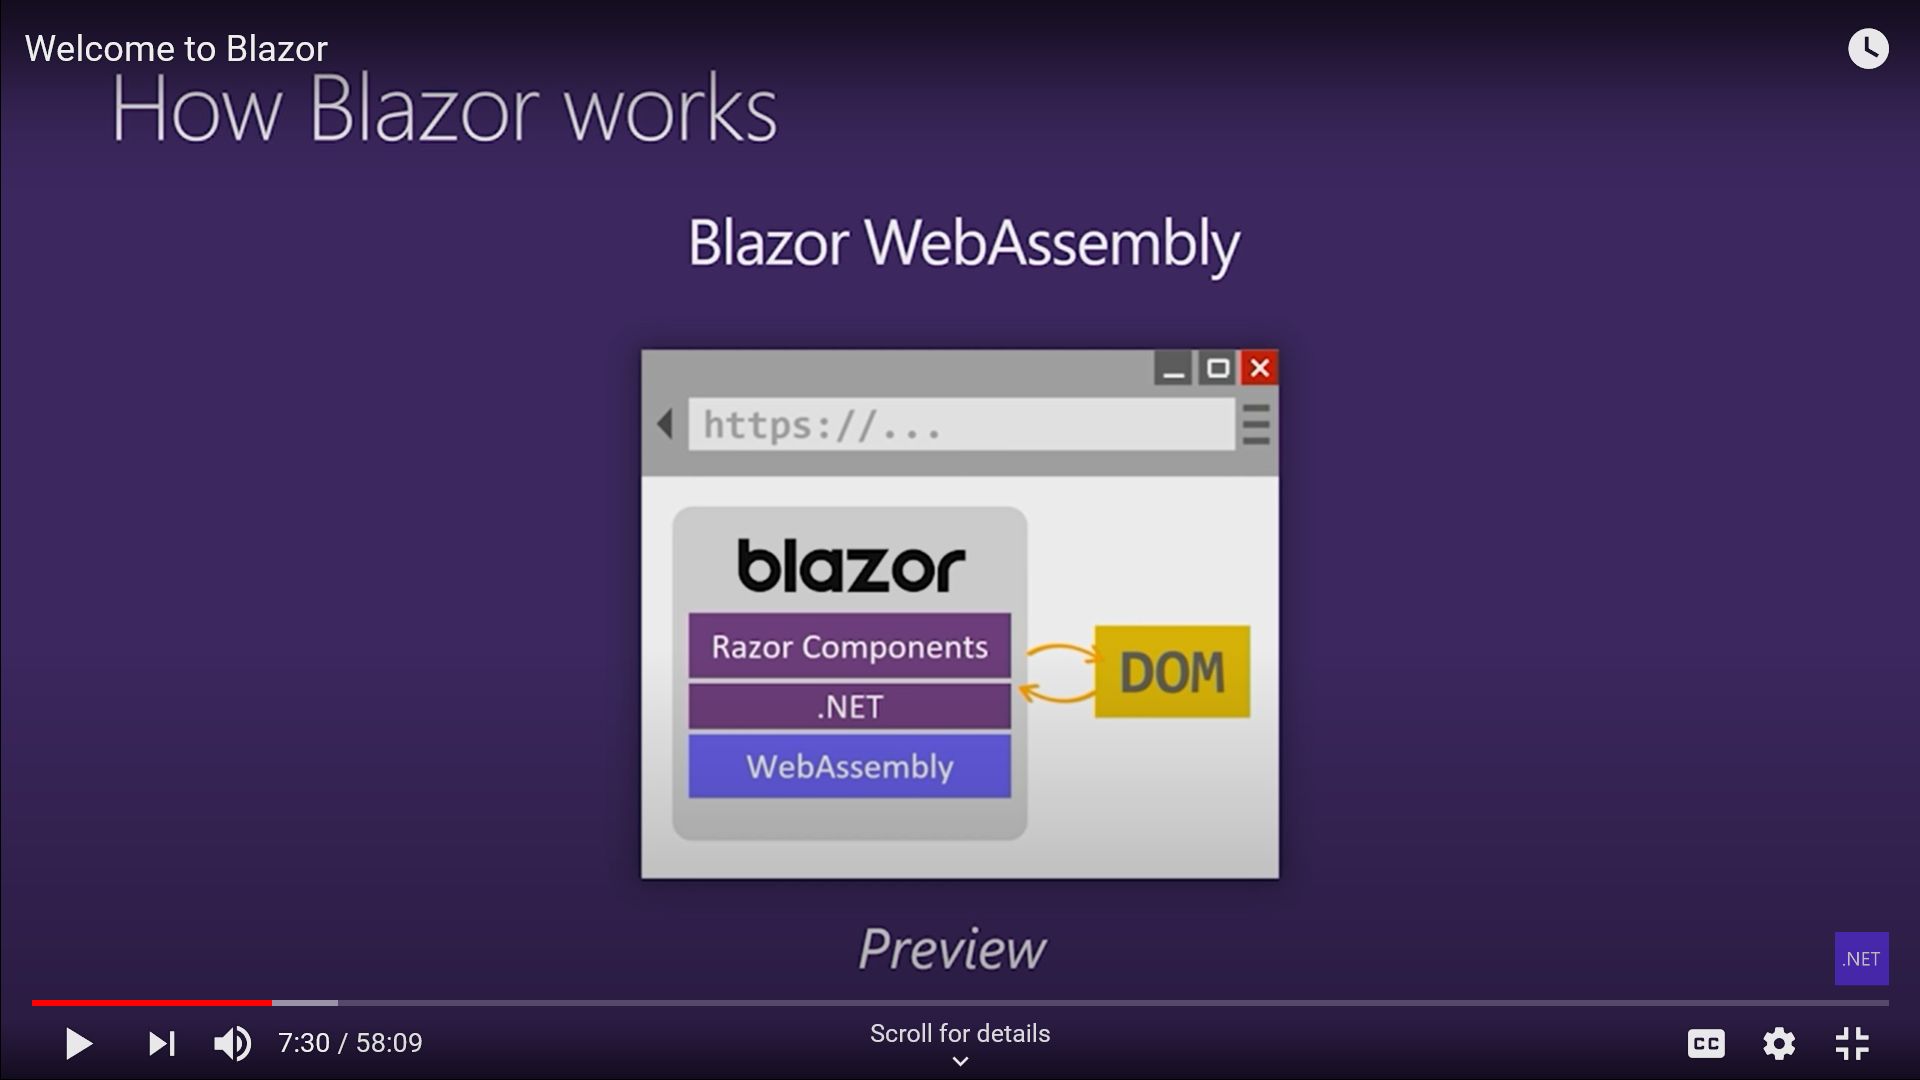 Welcome to Blazor
How Blazor works
Blazor WebAssembly
https://...
blazor
Razor Components
.NET
WebAssembly
DOM
Preview
.NET
7:30 / 58:09
Scroll for details
CC